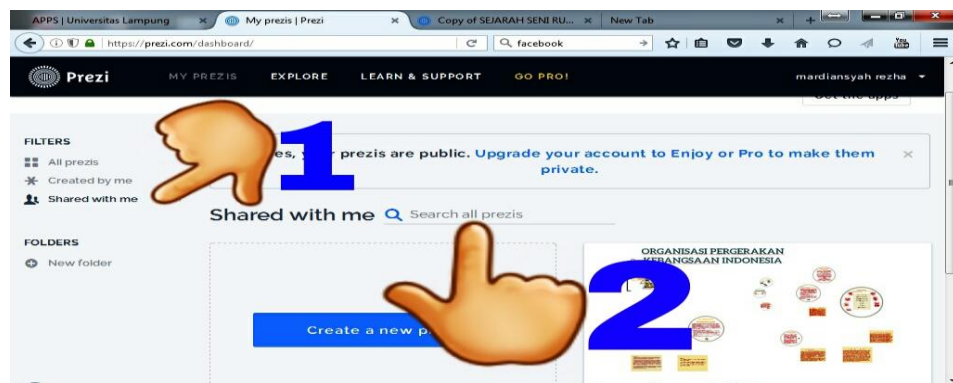 APPS | Universitas Lampung
My prezis | Prezi
Copy of SEJARAH SENI RU...
New Tab
https://prezi.com/dashboard/
facebook
Prezi
MY PREZIS
EXPLORE
LEARN & SUPPORT
GO PRO!
mardiansyah rezha
Get the apps
FILTERS
All prezis
Created by me
Shared with me
FOLDERS
New folder
1
prezis are public. Upgrade your account to Enjoy or Pro to make them
private.
Shared with me
Search all prezis
Create a new
2
ORGANISASI PERGERAKAN
KEBANGSAAN INDONESIA